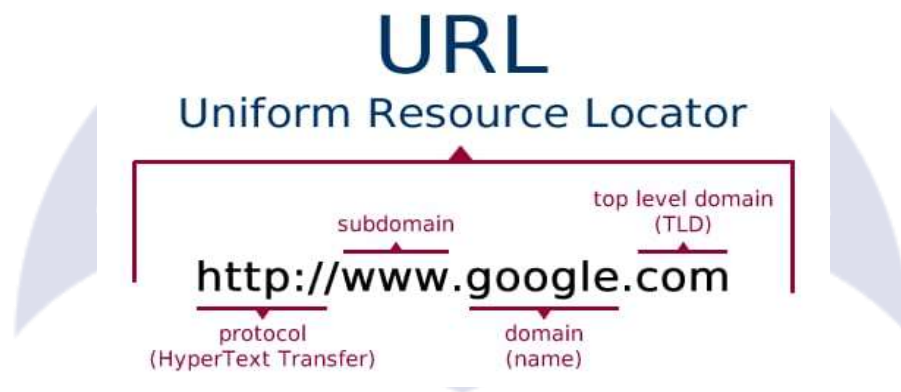 URL
Uniform Resource Locator
top level domain
(TLD)
subdomain
http://www.google.com
protocol
(HyperText Transfer)
domain
(name)